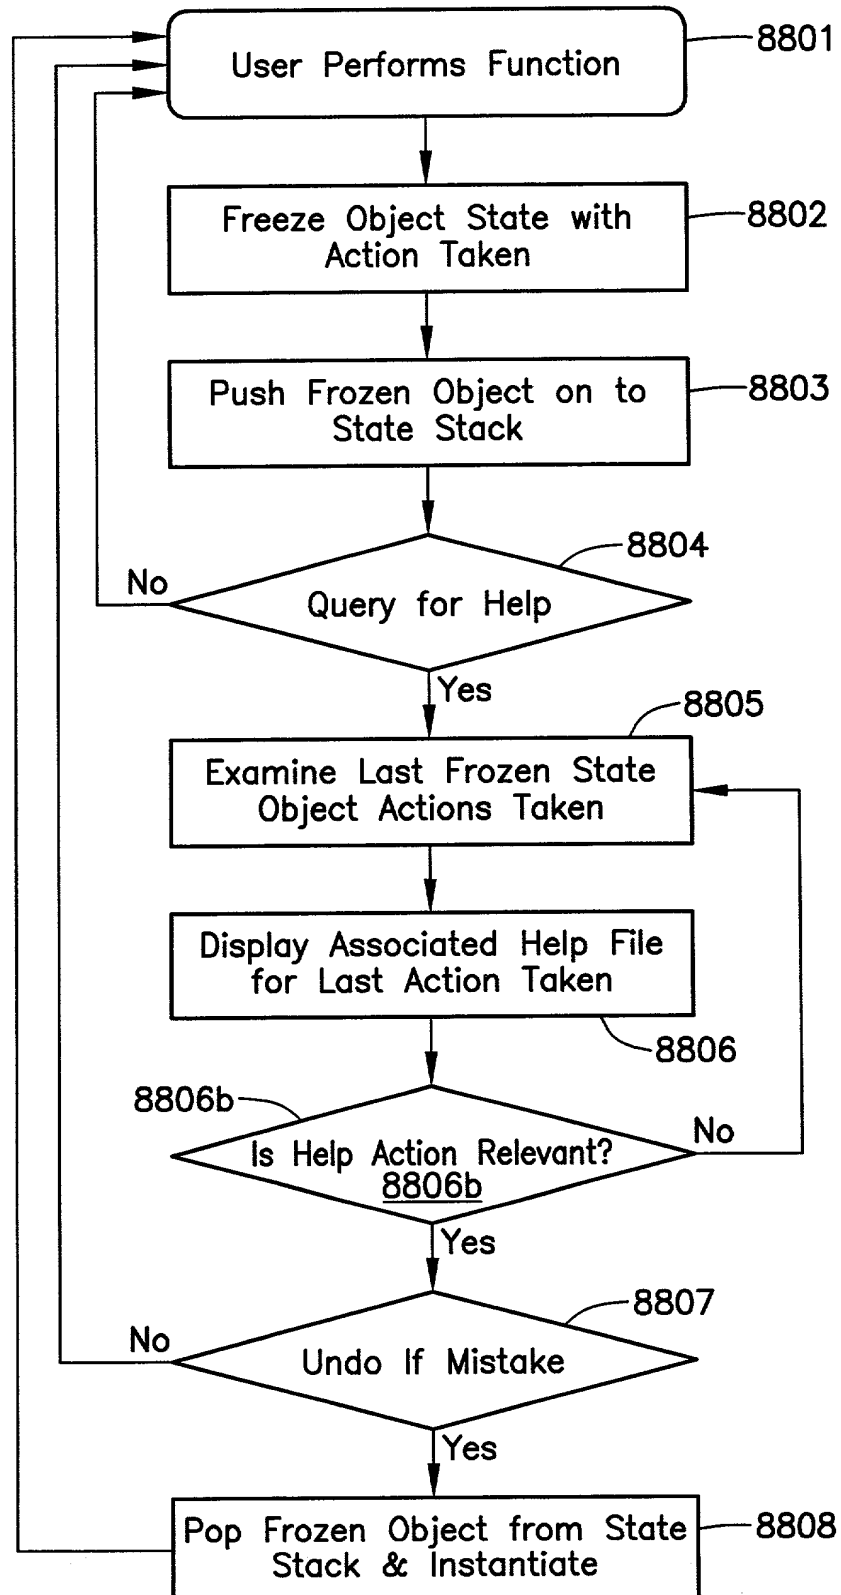 User Performs Function
8801
Freeze Object State with
Action Taken
8802
Push Frozen Object on to
State Stack
8803
8804
No
Query for Help
Yes
8805
Examine Last Frozen State
Object Actions Taken
Display Associated Help File
for Last Action Taken
8806
8806b
No
Is Help Action Relevant?
8806b
Yes
8807
No
Undo If Mistake
Yes
Pop Frozen Object from State
Stack & Instantiate
8808